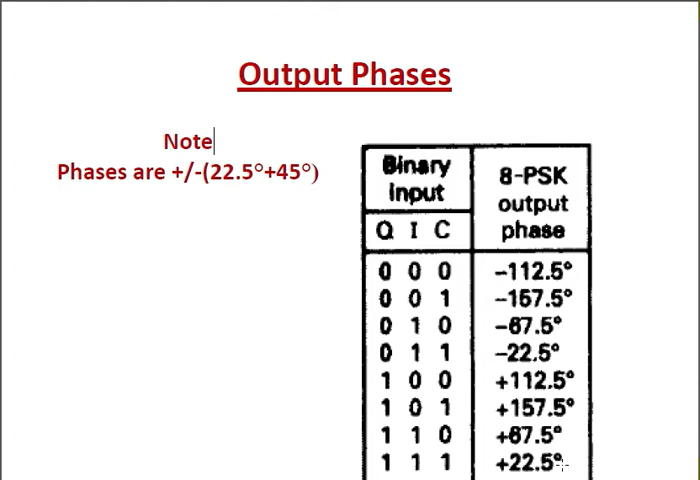 Output Phases
Note
Phases are +/-(22.5°+45°)
Binary input
8-PSK output phase
Q I C
0 0 0 -112.5°
0 0 1 -157.5°
0 1 0 -67.5°
0 1 1 -22.5°
1 0 0 +112.5°
1 0 1 +157.5°
1 1 0 +67.5°
1 1 1 +22.5°